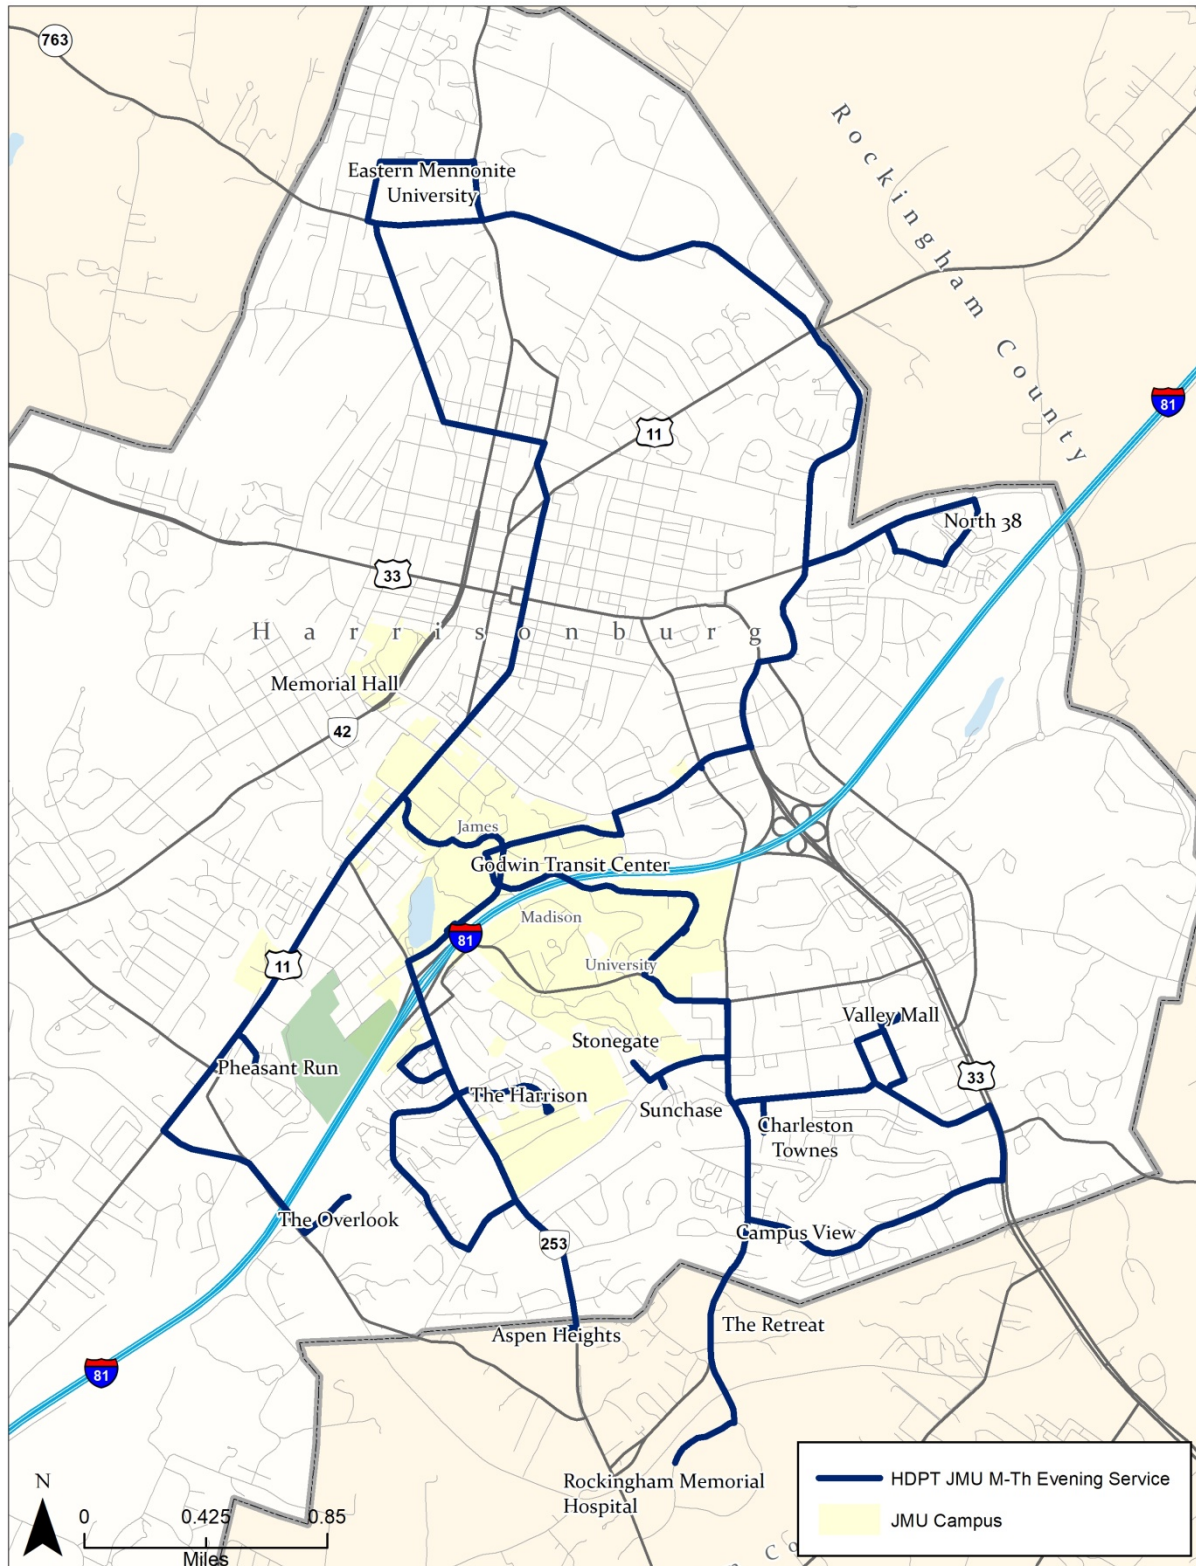 763
Eastern Mennonite
University
Rockingham County
81
11
North 38
33
Harrisonburg
Memorial Hall
42
James
Godwin Transit Center
Madison
81
University
11
Valley Mall
Stonegate
Pheasant Run
33
The Harrison
Sunchase
Charleston
Townes
The Overlook
Campus View
253
The Retreat
Aspen Heights
81
Rockingham Memorial
Hospital
N
0 0.425 0.85
Miles
HDPT JMU M-Th Evening Service
JMU Campus